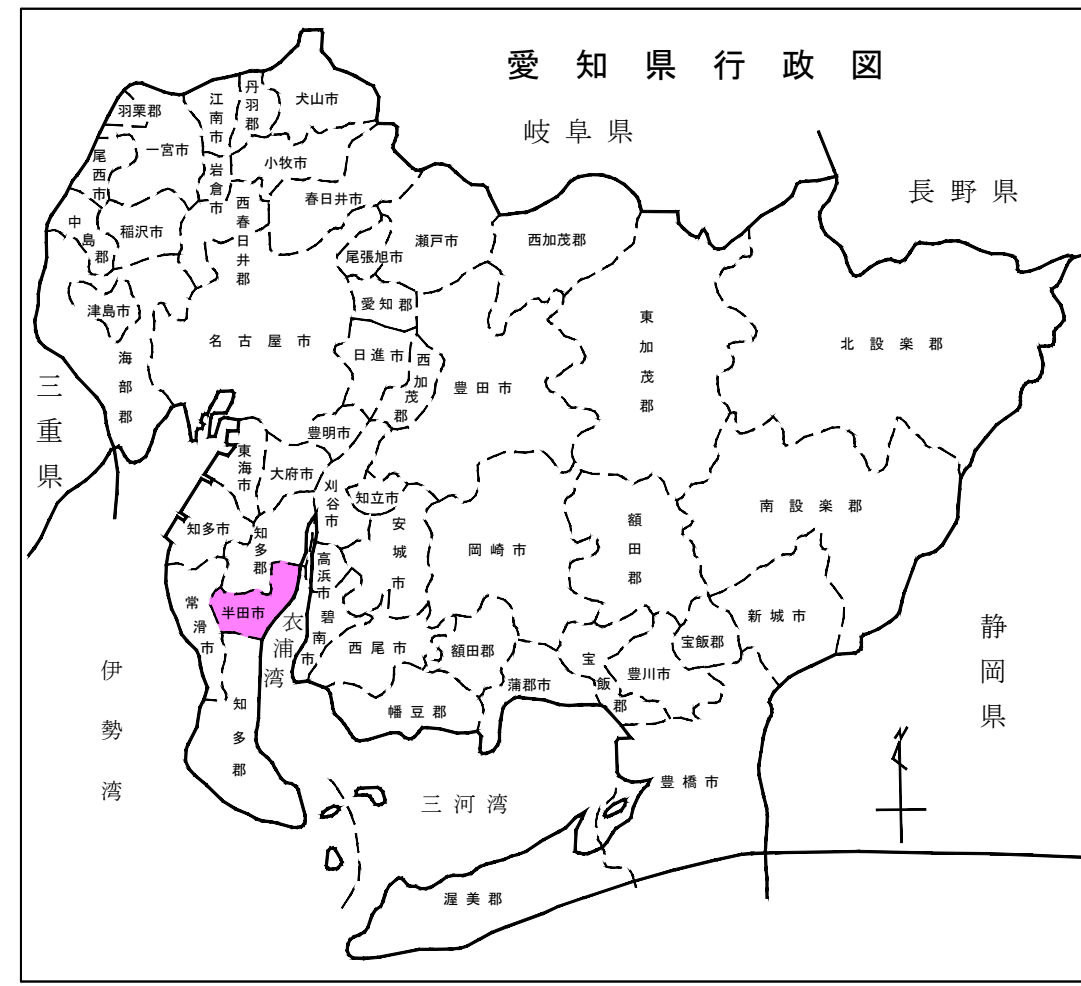 愛知県行政図
岐阜県
長野県
三重県
静岡県
伊勢湾
衣浦湾
三河湾
羽栗郡
江南市
丹羽郡
犬山市
一宮市
尾西市
岩倉市
小牧市
西春日井郡
春日井市
中島郡
稲沢市
尾張旭市
瀬戸市
西加茂郡
津島市
愛知郡
海部郡
名古屋市
日進市
西加茂郡
豊田市
東加茂郡
北設楽郡
豊明市
東海市
大府市
刈谷市
知立市
知多市
知多郡
安城市
岡崎市
額田郡
南設楽郡
高浜市
半田市
常滑市
碧南市
西尾市
額田郡
宝飯郡
豊川市
宝飯郡
新城市
蒲郡市
幡豆郡
知多郡
豊橋市
渥美郡
N